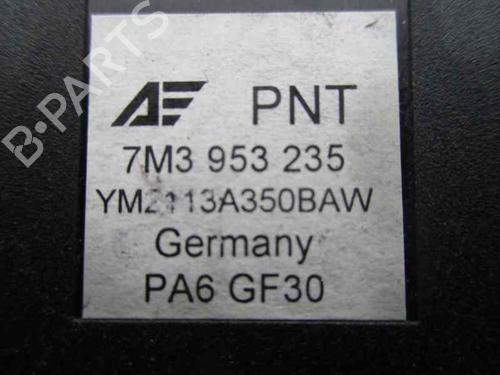 B-PARTS
AE PNT
7M3 953 235
YM2113A350BAW
Germany
PA6 GF30